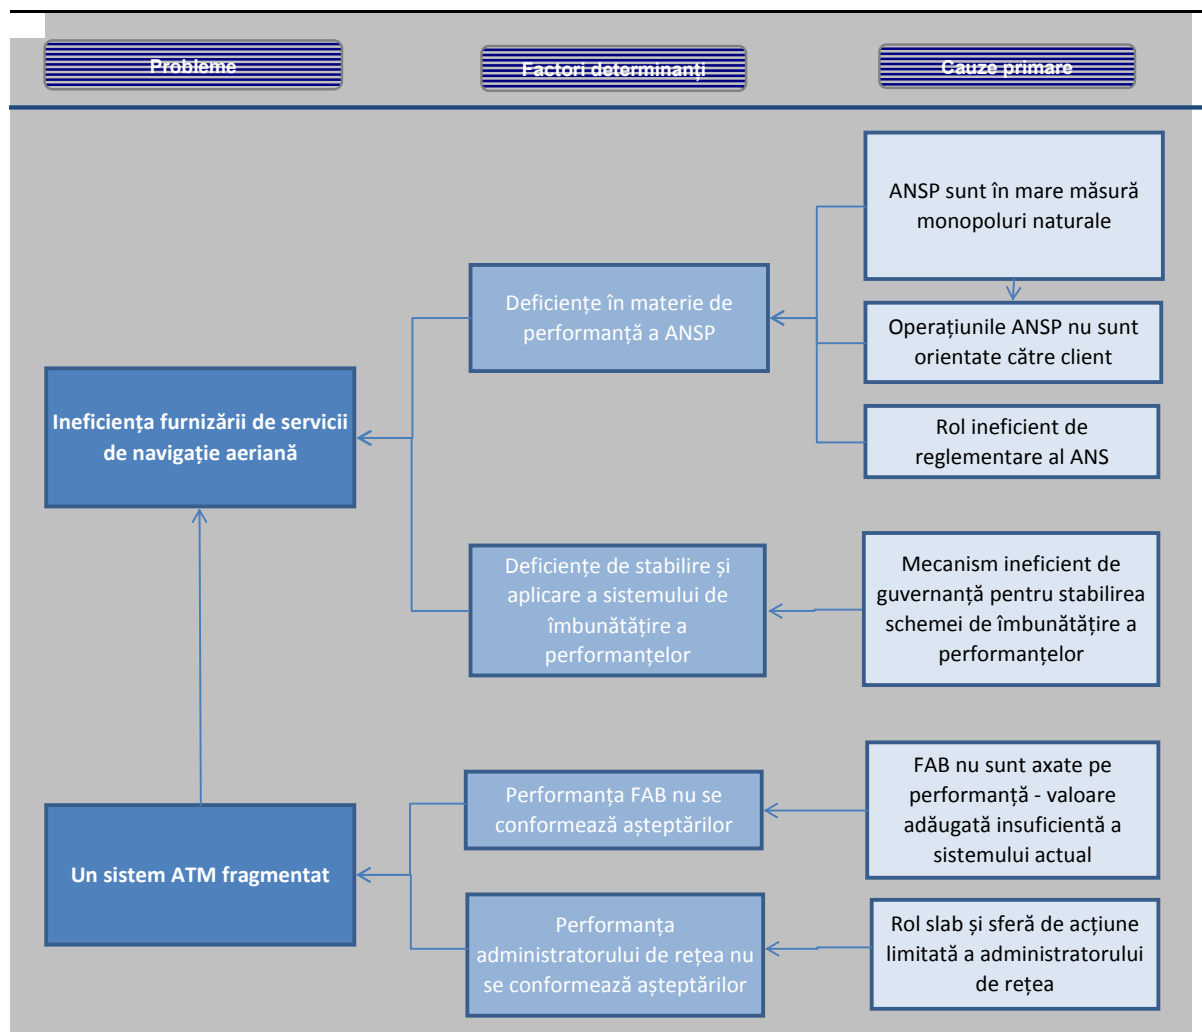 Probleme
Factori determinanți
Cauze primare
ANSP sunt în mare măsură
monopoluri naturale
Deficiențe în materie de
performanță a ANSP
Operațiunile ANSP nu sunt
orientate către client
Ineficiența furnizării de servicii
de navigație aeriană
Rol ineficient de
reglementare al ANS
Deficiențe de stabilire și
aplicare a sistemului de
îmbunătățire a
performanțelor
Mecanism ineficient de
guvernanță pentru stabilirea
schemei de îmbunătățire a
performanțelor
Performanța FAB nu se
conformează așteptărilor
FAB nu sunt axate pe
performanță - valoare
adăugată insuficientă a
sistemului actual
Un sistem ATM fragmentat
Performanța
administratorului de rețea nu
se conformează așteptărilor
Rol slab și sferă de acțiune
limitată a administratorului
de rețea